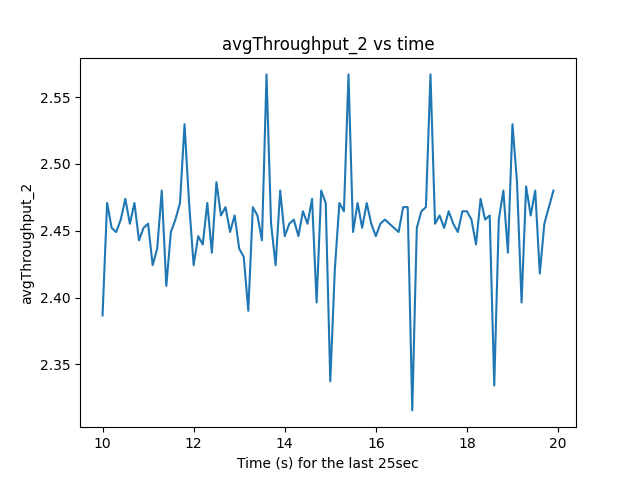 avgThroughput_2 vs time
avgThroughput_2
2.55
2.50
2.45
2.40
2.35
10 12 14 16 18 20
Time (s) for the last 25sec